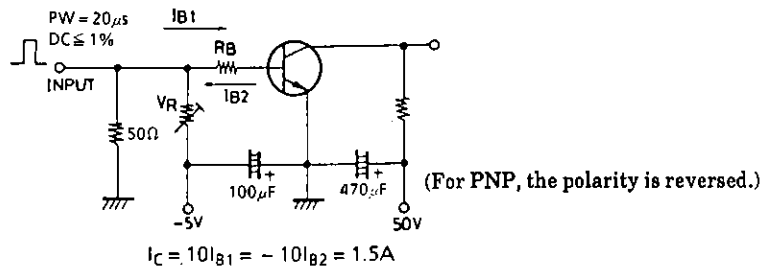 PW = 20μs
DC ≦ 1%
INPUT
IB1
RB
IB2
VR
50Ω
100μF
+
470μF
+
-5V
50V
(For PNP, the polarity is reversed.)
IC = 10IB1 = - 10IB2 = 1.5A